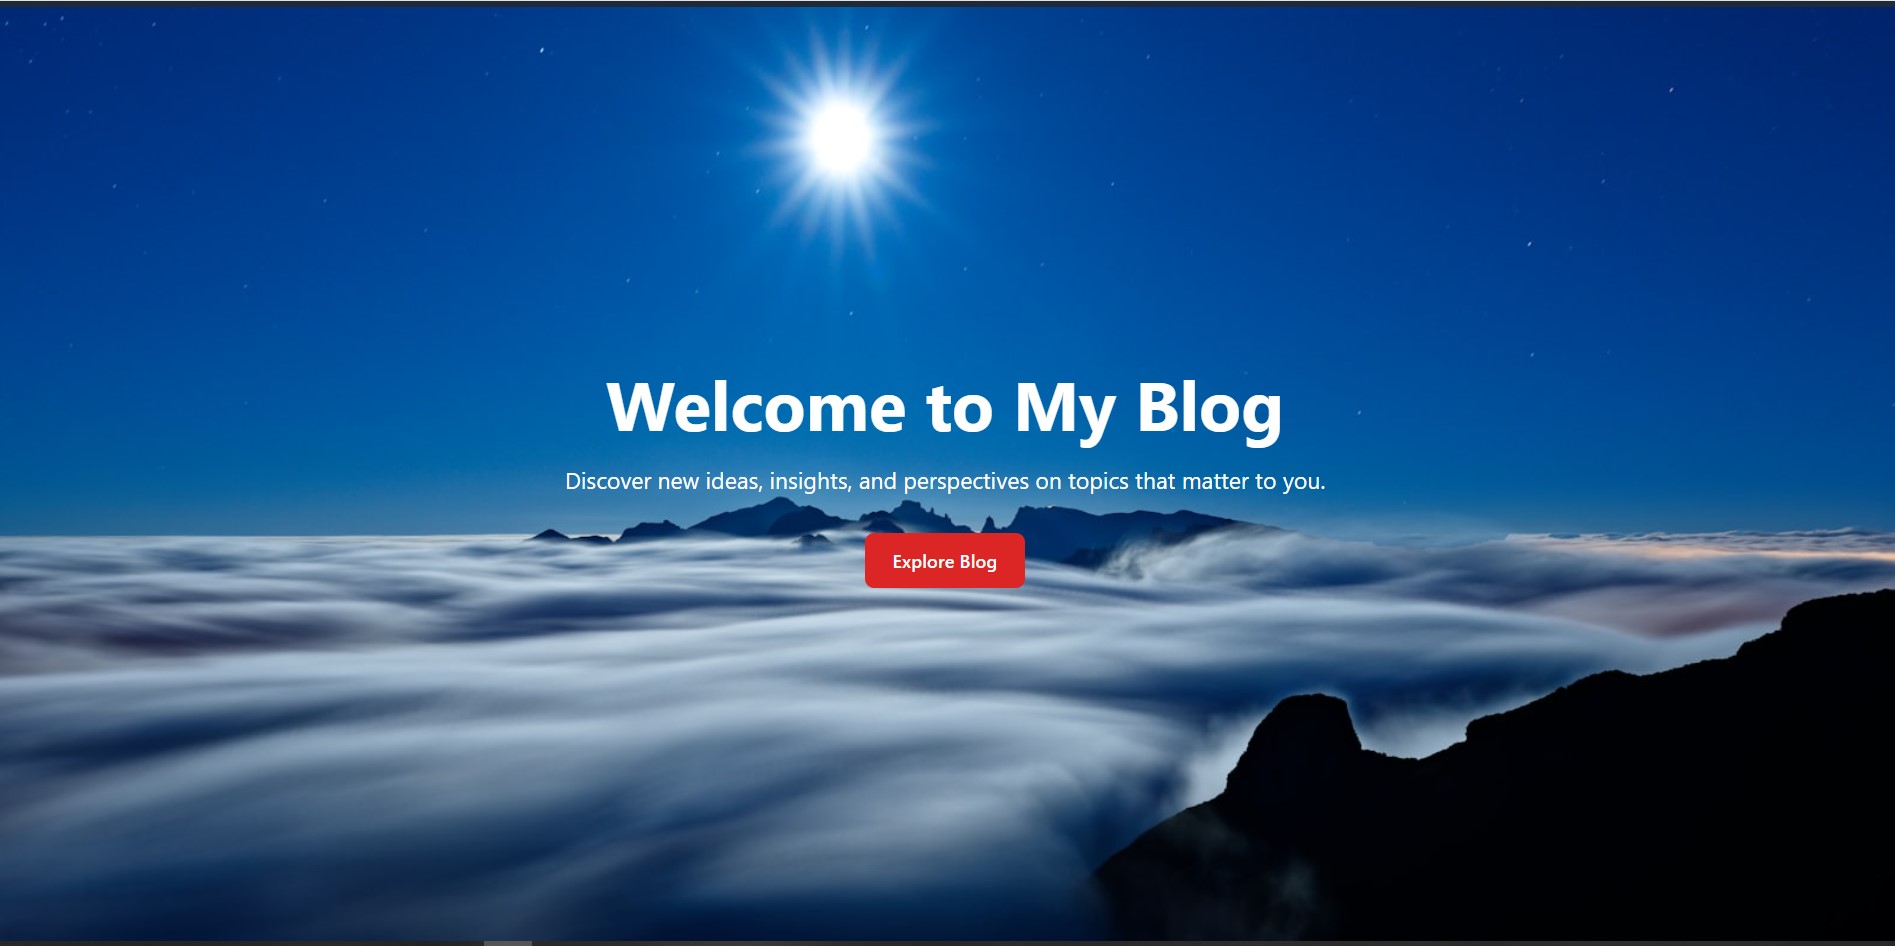 Welcome to My Blog
Discover new ideas, insights, and perspectives on topics that matter to you.
Explore Blog